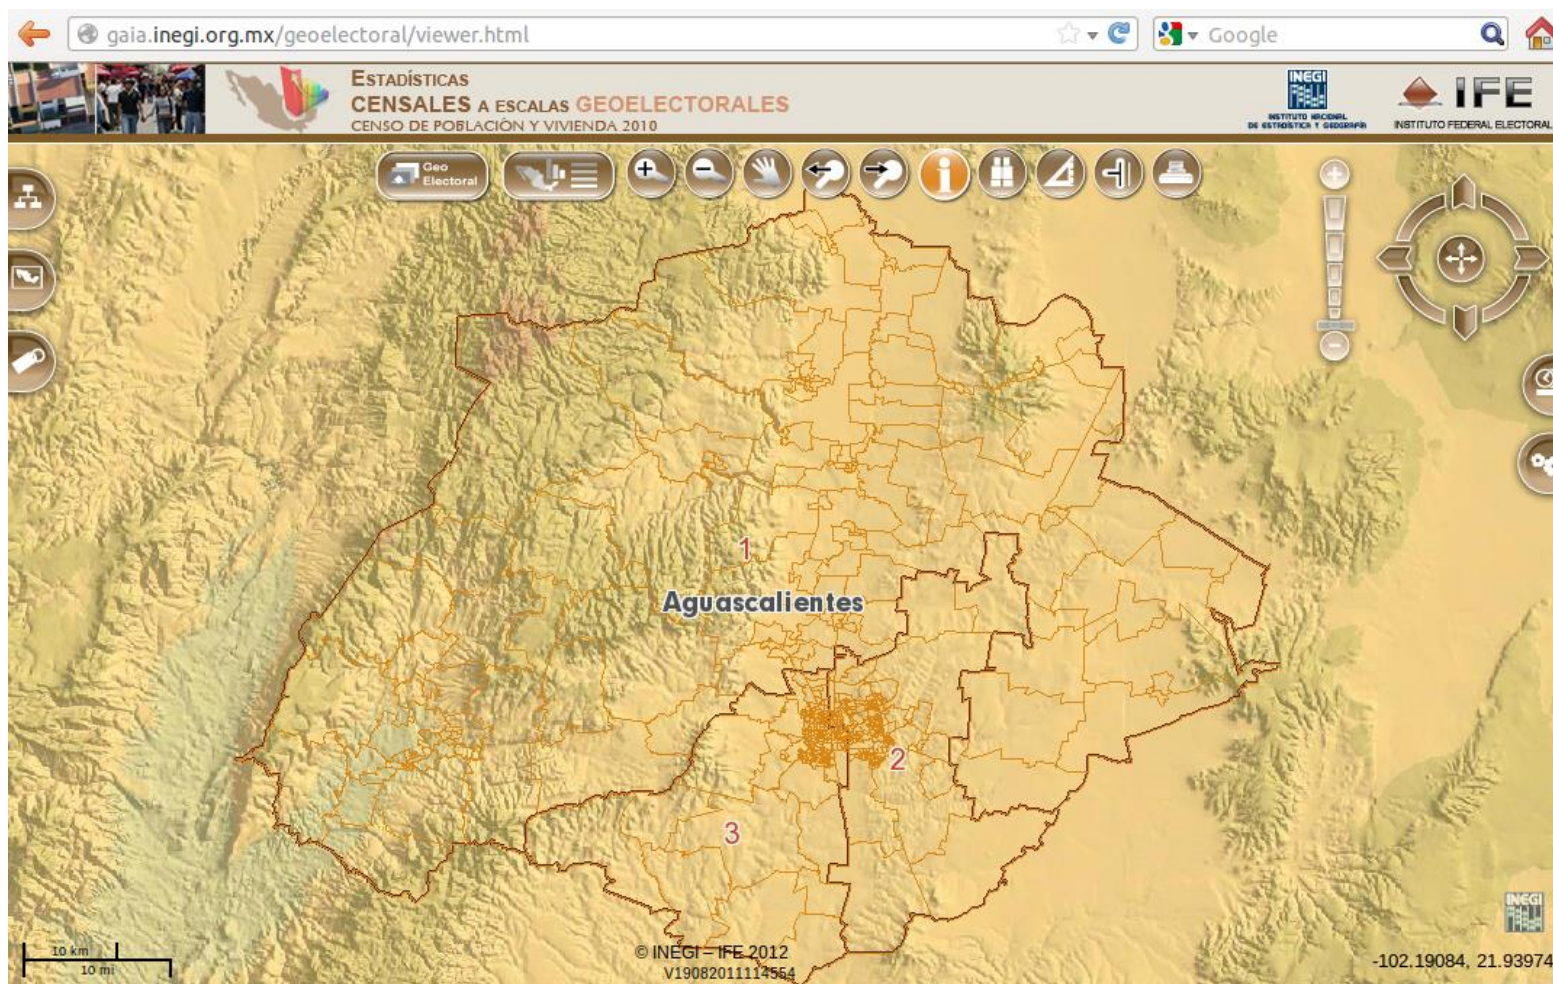 gaia.inegi.org.mx/geoelectoral/viewer.html
Google
ESTADÍSTICAS
CENSALES A ESCALAS GEOELECTORALES
CENSO DE POBLACIÓN Y VIVIENDA 2010
INEGI
INSTITUTO NACIONAL
DE ESTADÍSTICA Y GEOGRAFÍA
IFE
INSTITUTO FEDERAL ELECTORAL
Geo
Electoral
1
Aguascalientes
2
3
INEGI
10 km
10 mi
© INEGI – IFE 2012
V19082011114554
-102.19084, 21.93974